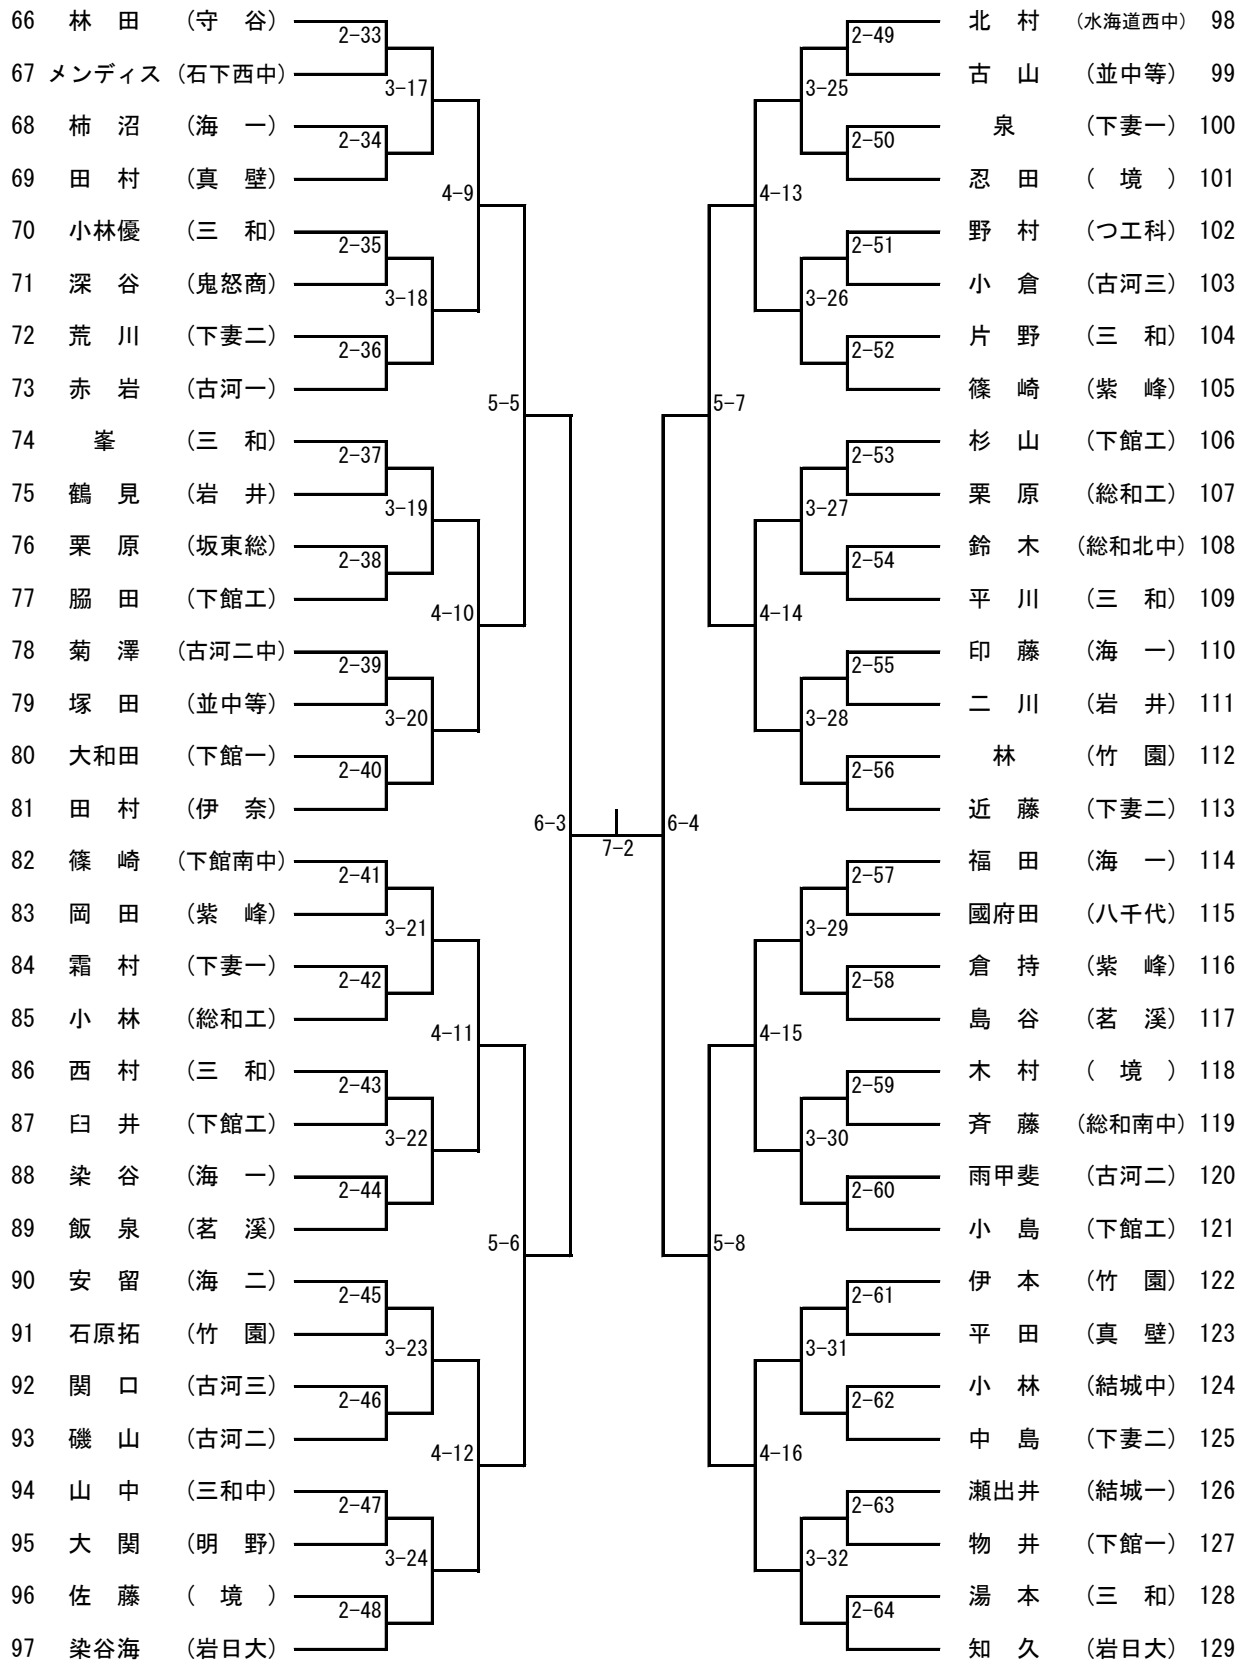 66 林　田 （守　谷） 2-33 2-49 北　村 （水海道西中） 98
67 メンディス （石下西中） 3-17 3-25 古　山 （並中等） 99
68 柿　沼 （海　一） 2-34 2-50 泉 （下妻一） 100
69 田　村 （真　壁） 4-9 4-13 忍　田 （　境　） 101
70 小林優 （三　和） 2-35 2-51 野　村 （つ工科） 102
71 深　谷 （鬼怒商） 3-18 3-26 小　倉 （古河三） 103
72 荒　川 （下妻二） 2-36 2-52 片　野 （三　和） 104
73 赤　岩 （古河一） 5-5 5-7 篠　崎 （紫　峰） 105
74 峯 （三　和） 2-37 2-53 杉　山 （下館工） 106
75 鶴　見 （岩　井） 3-19 3-27 栗　原 （総和工） 107
76 栗　原 （坂東総） 2-38 2-54 鈴　木 （総和北中） 108
77 脇　田 （下館工） 4-10 4-14 平　川 （三　和） 109
78 菊　澤 （古河二中） 2-39 2-55 印　藤 （海　一） 110
79 塚　田 （並中等） 3-20 3-28 二　川 （岩　井） 111
80 大和田 （下館一） 2-40 2-56 林 （竹　園） 112
81 田　村 （伊　奈） 6-3 6-4 近　藤 （下妻二） 113
7-2
82 篠　崎 （下館南中） 2-41 2-57 福　田 （海　一） 114
83 岡　田 （紫　峰） 3-21 3-29 國府田 （八千代） 115
84 霜　村 （下妻一） 2-42 2-58 倉　持 （紫　峰） 116
85 小　林 （総和工） 4-11 4-15 島　谷 （茗　溪） 117
86 西　村 （三　和） 2-43 2-59 木　村 （　境　） 118
87 臼　井 （下館工） 3-22 3-30 斉　藤 （総和南中） 119
88 染　谷 （海　一） 2-44 2-60 雨甲斐 （古河二） 120
89 飯　泉 （茗　溪） 5-6 5-8 小　島 （下館工） 121
90 安　留 （海　二） 2-45 2-61 伊　本 （竹　園） 122
91 石原拓 （竹　園） 3-23 3-31 平　田 （真　壁） 123
92 関　口 （古河三） 2-46 2-62 小　林 （結城中） 124
93 磯　山 （古河二） 4-12 4-16 中　島 （下妻二） 125
94 山　中 （三和中） 2-47 2-63 瀬出井 （結城一） 126
95 大　関 （明　野） 3-24 3-32 物　井 （下館一） 127
96 佐　藤 （　境　） 2-48 2-64 湯　本 （三　和） 128
97 染谷海 （岩日大） 知　久 （岩日大） 129